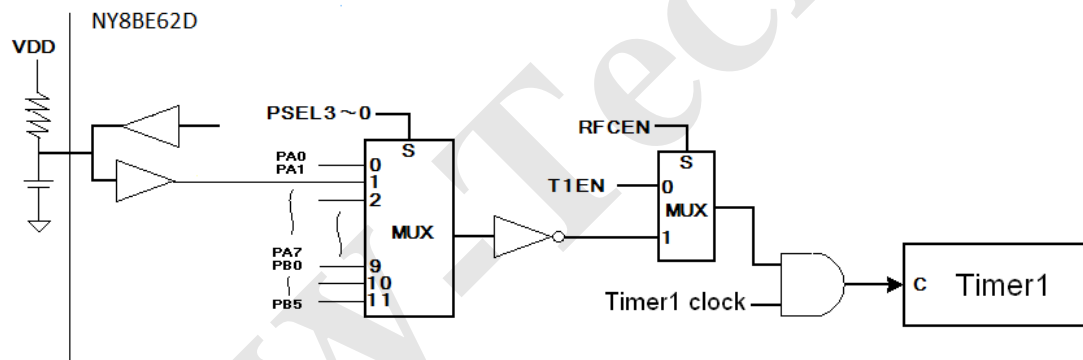 NY8BE62D
VDD
PSEL3~0
RFCEN
S
S
PA0
PA1
0
1
2
T1EN
0
MUX
1
MUX
PA7
PB0
9
10
11
PB5
Timer1 clock
C
Timer1